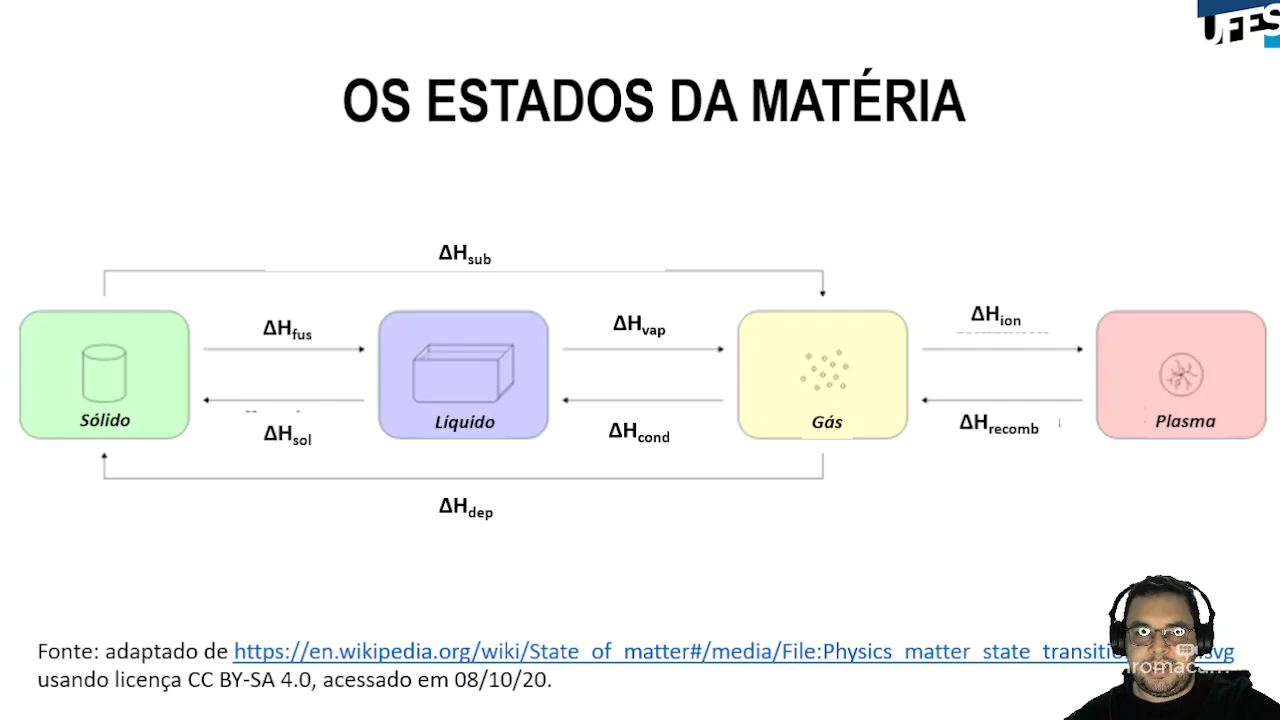 UFES
OS ESTADOS DA MATÉRIA
ΔHsub
ΔHfus
ΔHvap
ΔHion
Sólido
Líquido
Gás
Plasma
ΔHsol
ΔHcond
ΔHrecomb
ΔHdep
Fonte: adaptado de https://en.wikipedia.org/wiki/State_of_matter#/media/File:Physics_matter_state_transiti
svg
usando licença CC BY-SA 4.0, acessado em 08/10/20.